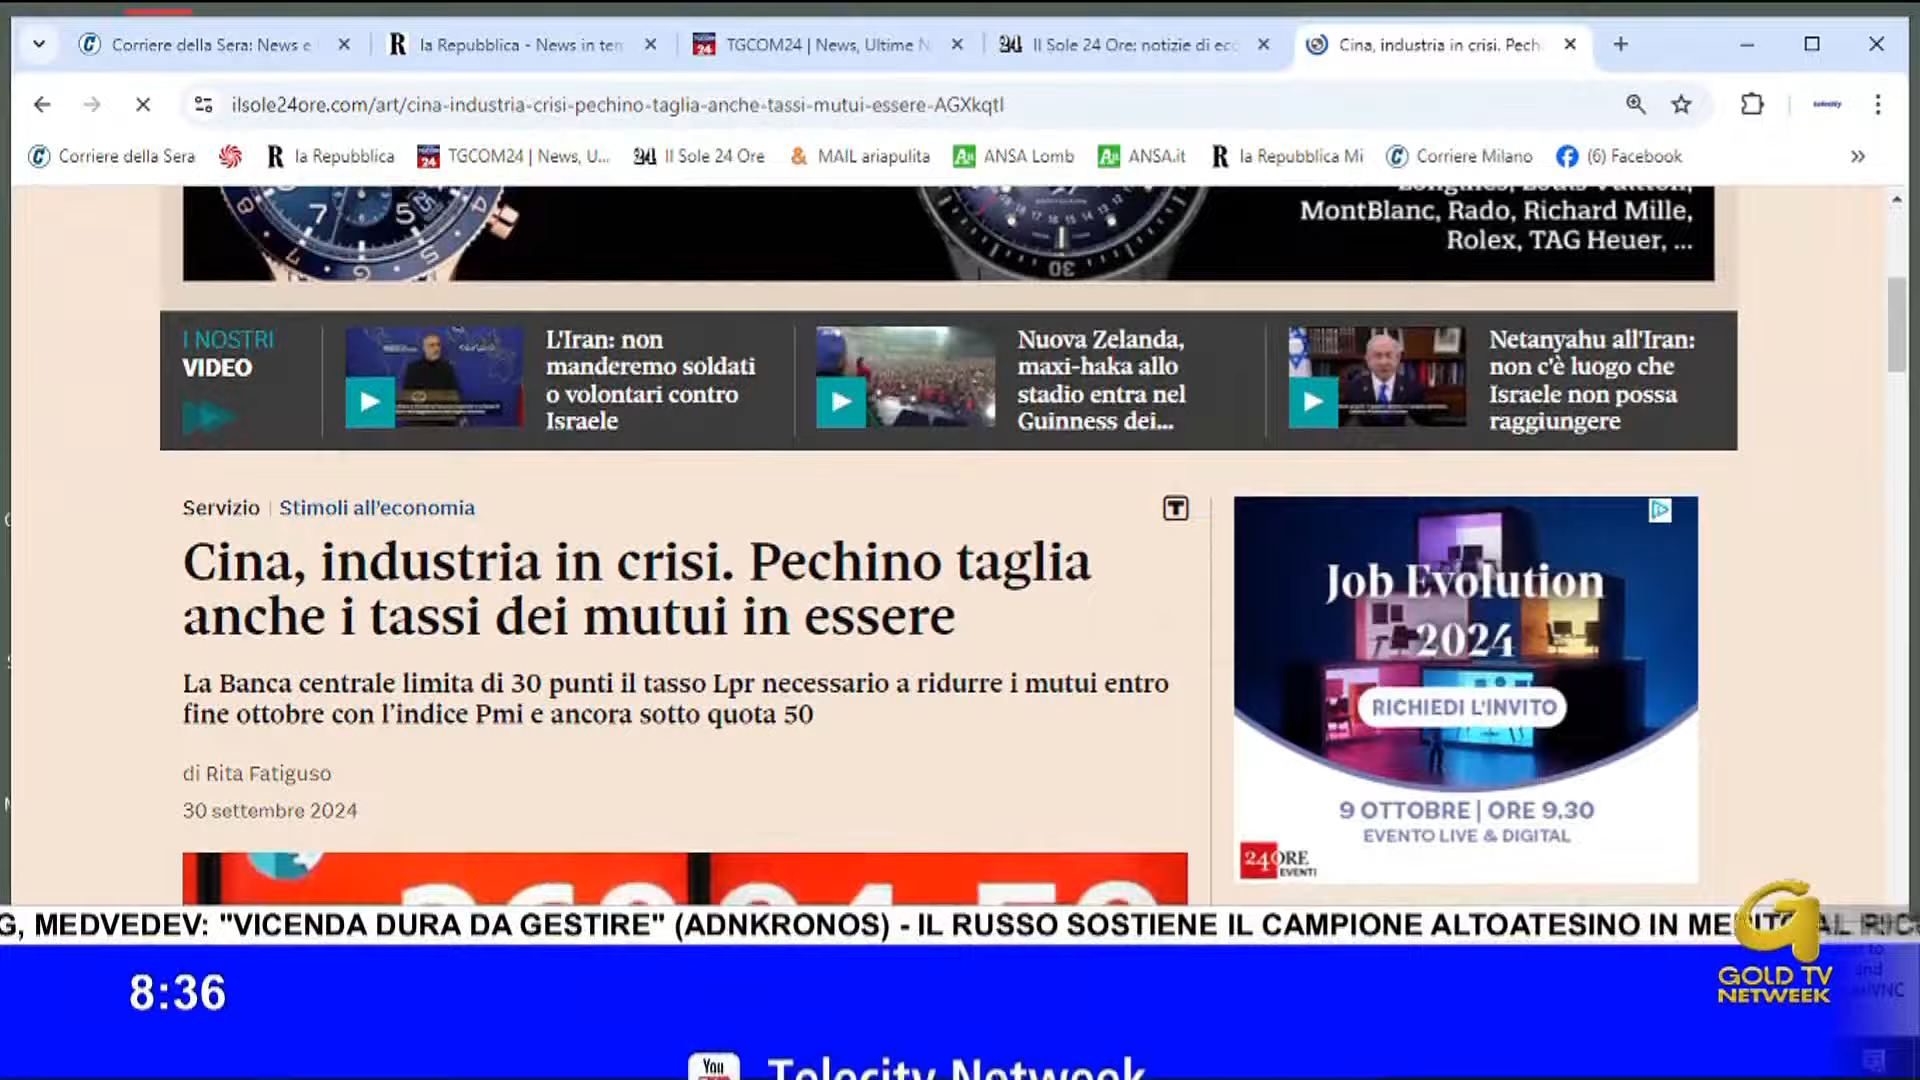 Corriere della Sera: News e
la Repubblica - News in ten
TGCOM24 | News, Ultime N
Il Sole 24 Ore: notizie di ec
Cina, industria in crisi. Pech
ilsole24ore.com/art/cina-industria-crisi-pechino-taglia-anche-tassi-mutui-essere-AGXkqtI
Corriere della Sera
la Repubblica
TGCOM24 | News, U...
Il Sole 24 Ore
MAIL ariapulita
ANSA Lomb
ANSA.it
la Repubblica Mi
Corriere Milano
(6) Facebook
Longines, Louis Vuitton,
MontBlanc, Rado, Richard Mille,
Rolex, TAG Heuer, ...
I NOSTRI
VIDEO
L'Iran: non
manderemo soldati
o volontari contro
Israele
Nuova Zelanda,
maxi-haka allo
stadio entra nel
Guinness dei...
Netanyahu all'Iran:
non c'è luogo che
Israele non possa
raggiungere
Servizio | Stimoli all'economia
Cina, industria in crisi. Pechino taglia
anche i tassi dei mutui in essere
La Banca centrale limita di 30 punti il tasso Lpr necessario a ridurre i mutui entro
fine ottobre con l'indice Pmi e ancora sotto quota 50
di Rita Fatiguso
30 settembre 2024
Job Evolution
2024
RICHIEDI L'INVITO
9 OTTOBRE | ORE 9.30
EVENTO LIVE & DIGITAL
24 ORE
EVENTI
G, MEDVEDEV: "VICENDA DURA DA GESTIRE" (ADNKRONOS) - IL RUSSO SOSTIENE IL CAMPIONE ALTOATESINO IN MERITO AL RIC
8:36
GOLD TV
NETWEEK
You
Telecity Netweek